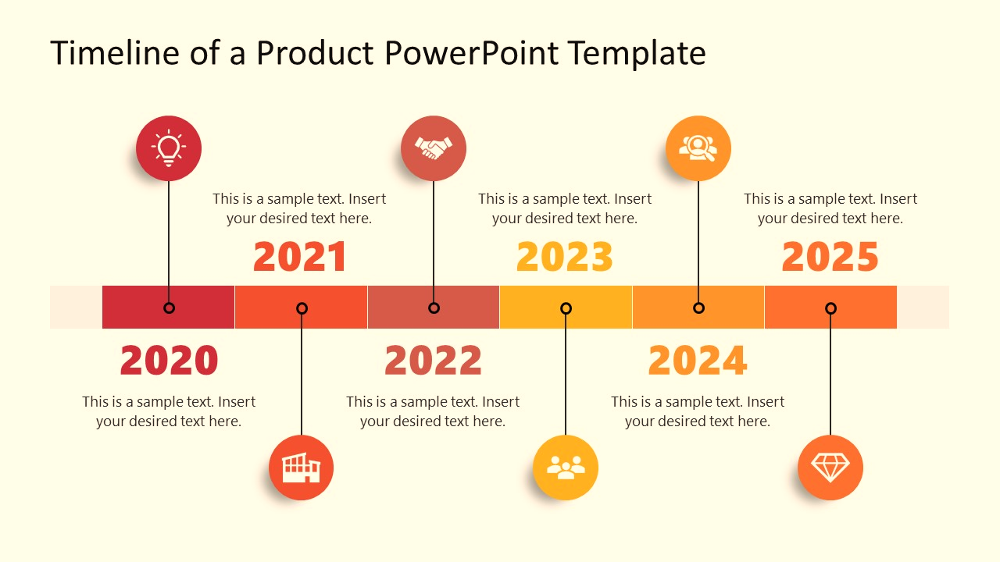 Timeline of a Product PowerPoint Template
This is a sample text. Insert
your desired text here.
2021
This is a sample text. Insert
your desired text here.
2023
This is a sample text. Insert
your desired text here.
2025
2020
This is a sample text. Insert
your desired text here.
2022
This is a sample text. Insert
your desired text here.
2024
This is a sample text. Insert
your desired text here.